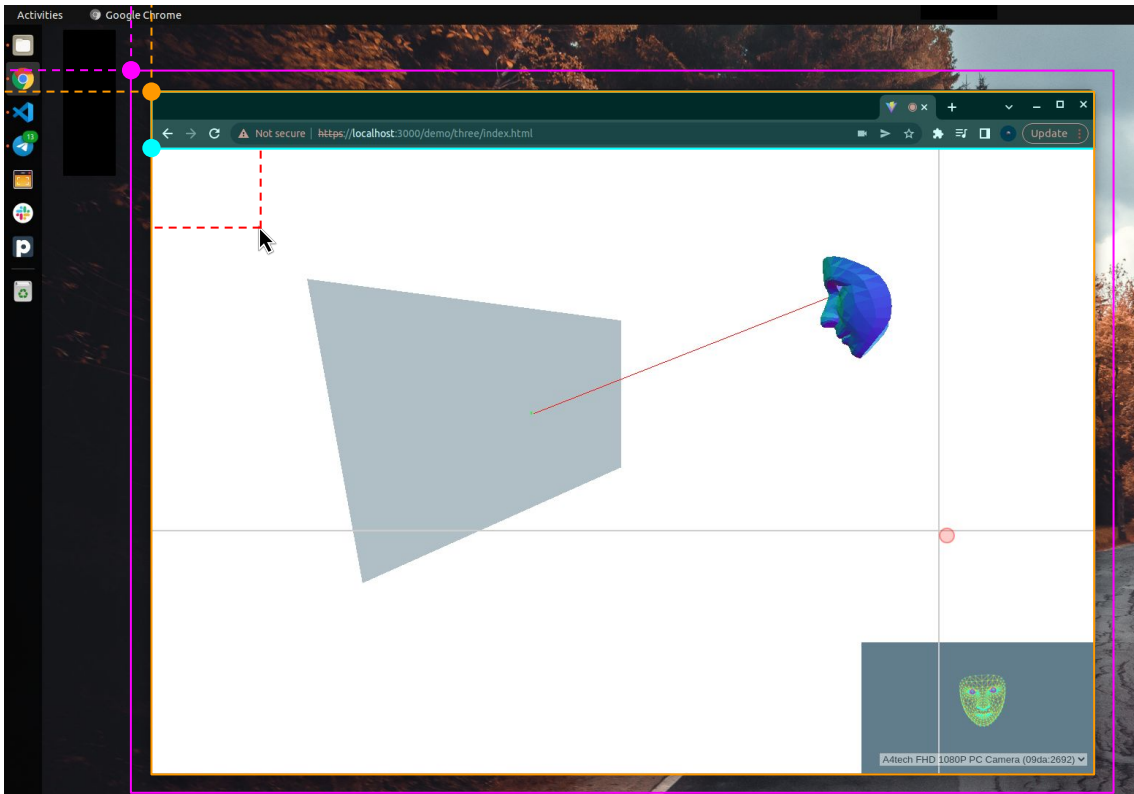 Activities Google Chrome
Not secure | https://localhost:3000/demo/three/index.html Update
13
A4tech FHD 1080P PC Camera (09da:2692)